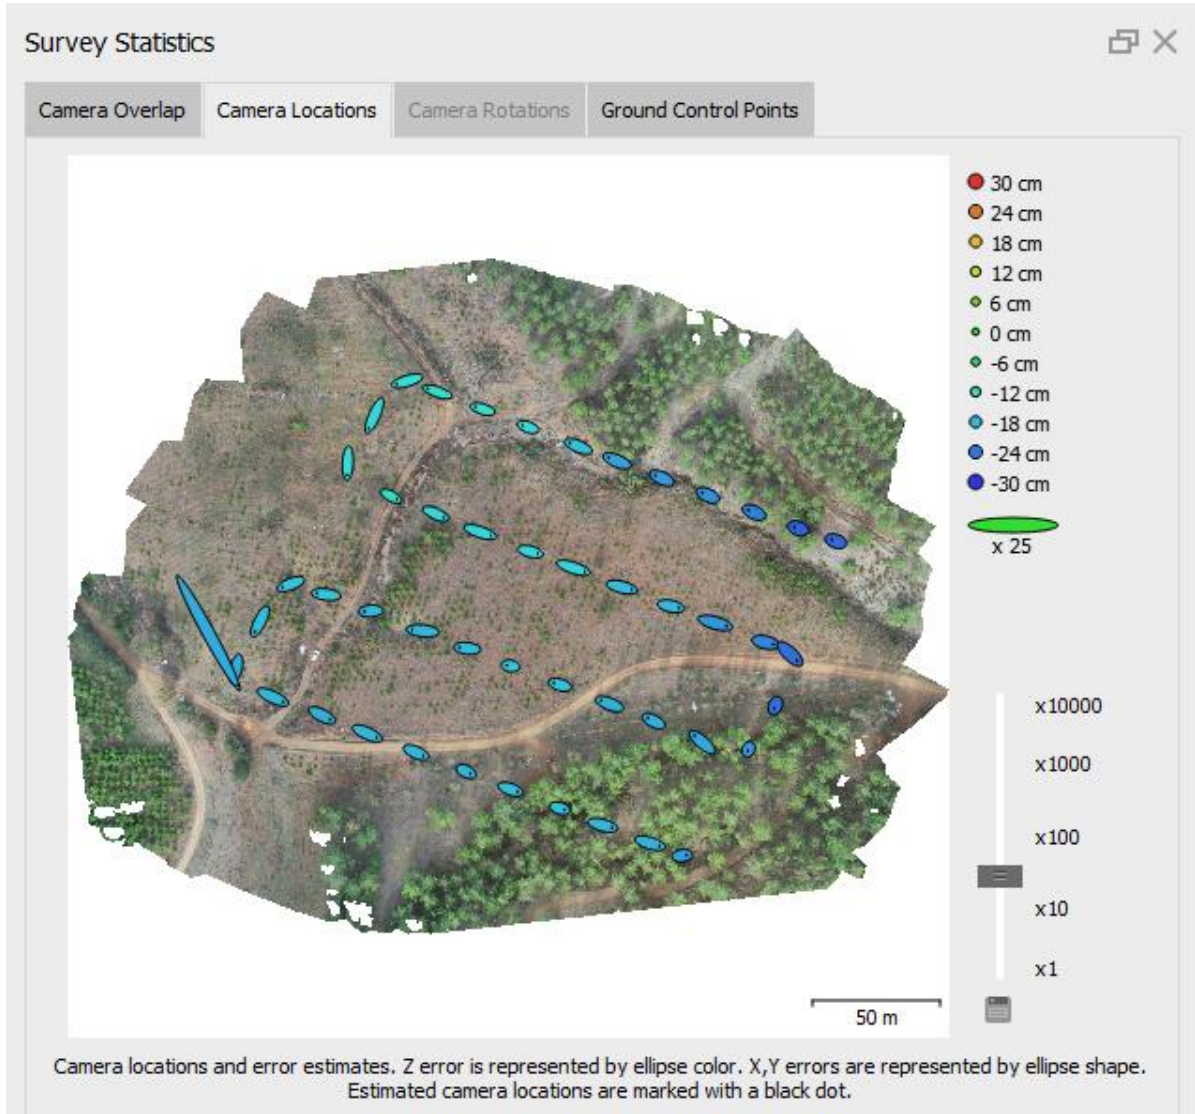 Survey Statistics
Camera Overlap
Camera Locations
Camera Rotations
Ground Control Points
30 cm
24 cm
18 cm
12 cm
6 cm
0 cm
-6 cm
-12 cm
-18 cm
-24 cm
-30 cm
x 25
x10000
x1000
x100
x10
x1
50 m
Camera locations and error estimates. Z error is represented by ellipse color. X,Y errors are represented by ellipse shape.
Estimated camera locations are marked with a black dot.